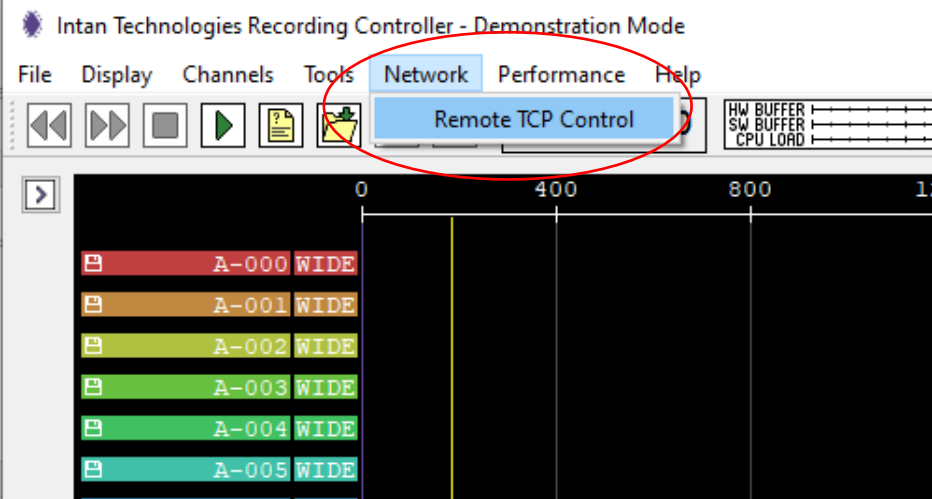 Intan Technologies Recording Controller - Demonstration Mode
File Display Channels Tools Network Performance Help
Remote TCP Control
HW BUFFER
SW BUFFER
CPU LOAD
0 400 800
A-000 WIDE
A-001 WIDE
A-002 WIDE
A-003 WIDE
A-004 WIDE
A-005 WIDE